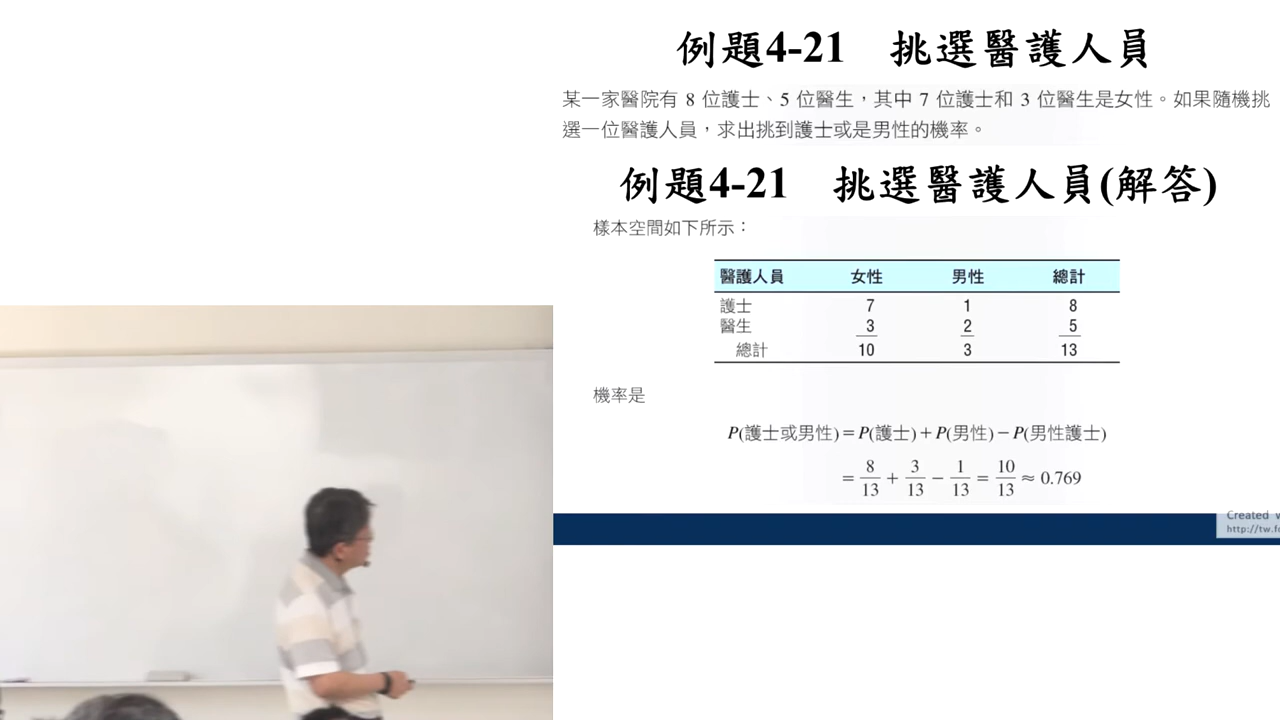 例題4-21 挑選醫護人員
某一家醫院有 8 位護士、5 位醫生,其中 7 位護士和 3 位醫生是女性。如果隨機挑
選一位醫護人員,求出挑到護士或是男性的機率。
例題4-21 挑選醫護人員(解答)
樣本空間如下所示:
醫護人員 女性 男性 總計
護士 7 1 8
醫生 3 2 5
總計 10 3 13
機率是
P(護士或男性)=P(護士)+P(男性)−P(男性護士)
= 8/13 + 3/13 − 1/13 = 10/13 ≈ 0.769
Created
http://tw.f